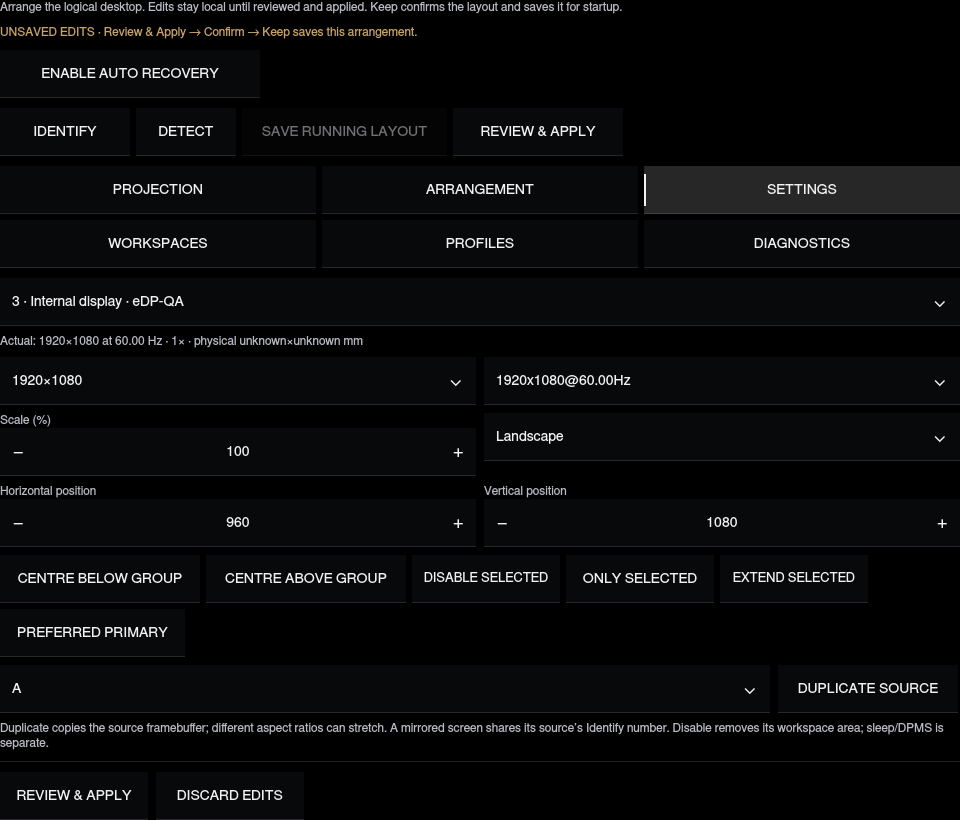 Arrange the logical desktop. Edits stay local until reviewed and applied. Keep confirms the layout and saves it for startup.
UNSAVED EDITS · Review & Apply → Confirm → Keep saves this arrangement.
ENABLE AUTO RECOVERY
IDENTIFY DETECT SAVE RUNNING LAYOUT REVIEW & APPLY
PROJECTION ARRANGEMENT SETTINGS
WORKSPACES PROFILES DIAGNOSTICS
3 · Internal display · eDP-QA
Actual: 1920×1080 at 60.00 Hz · 1× · physical unknown×unknown mm
1920×1080 1920x1080@60.00Hz
Scale (%)
− 100 +
Landscape
Horizontal position Vertical position
− 960 + − 1080 +
CENTRE BELOW GROUP CENTRE ABOVE GROUP DISABLE SELECTED ONLY SELECTED EXTEND SELECTED
PREFERRED PRIMARY
A DUPLICATE SOURCE
Duplicate copies the source framebuffer; different aspect ratios can stretch. A mirrored screen shares its source's Identify number. Disable removes its workspace area; sleep/DPMS is
separate.
REVIEW & APPLY DISCARD EDITS